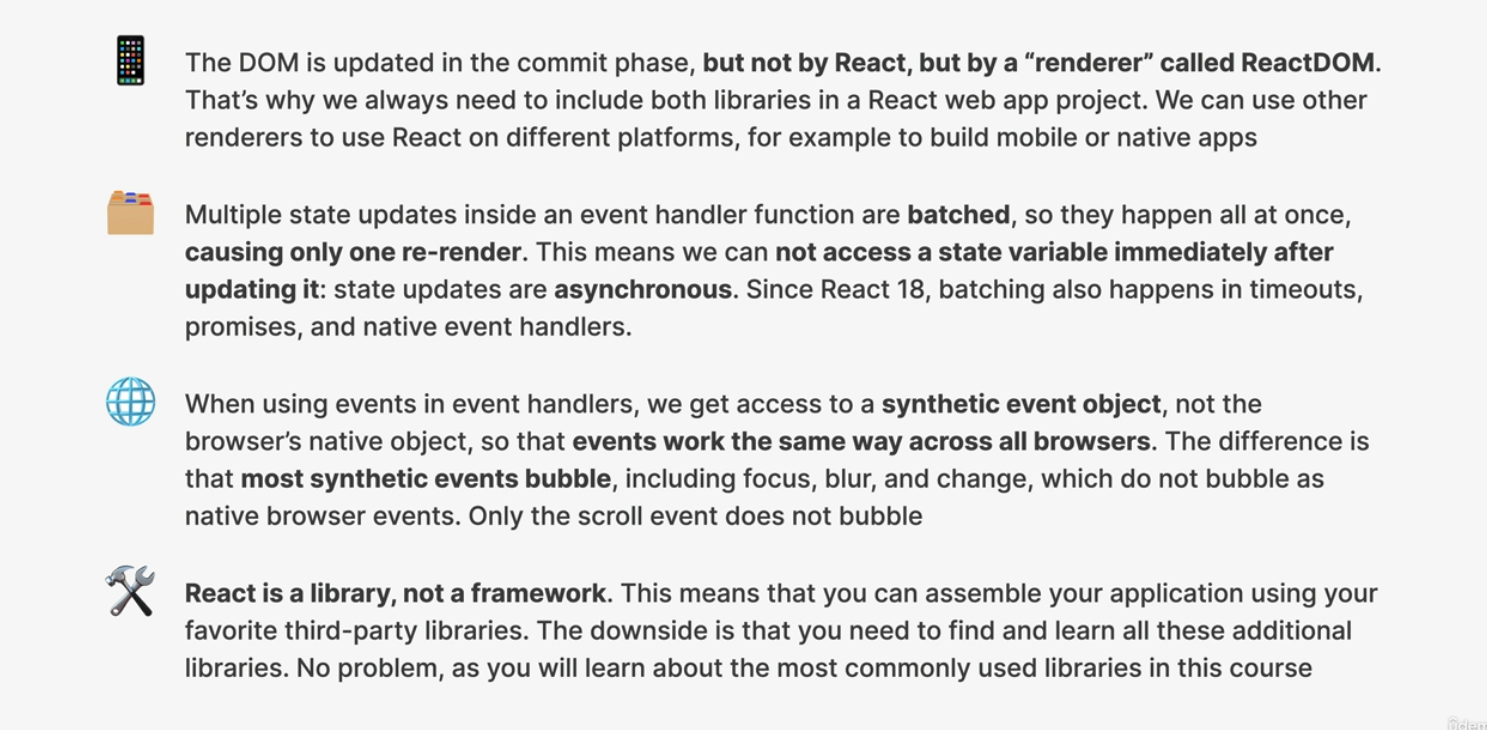 The DOM is updated in the commit phase, but not by React, but by a “renderer” called ReactDOM.
That’s why we always need to include both libraries in a React web app project. We can use other
renderers to use React on different platforms, for example to build mobile or native apps
Multiple state updates inside an event handler function are batched, so they happen all at once,
causing only one re-render. This means we can not access a state variable immediately after
updating it: state updates are asynchronous. Since React 18, batching also happens in timeouts,
promises, and native event handlers.
When using events in event handlers, we get access to a synthetic event object, not the
browser’s native object, so that events work the same way across all browsers. The difference is
that most synthetic events bubble, including focus, blur, and change, which do not bubble as
native browser events. Only the scroll event does not bubble
React is a library, not a framework. This means that you can assemble your application using your
favorite third-party libraries. The downside is that you need to find and learn all these additional
libraries. No problem, as you will learn about the most commonly used libraries in this course